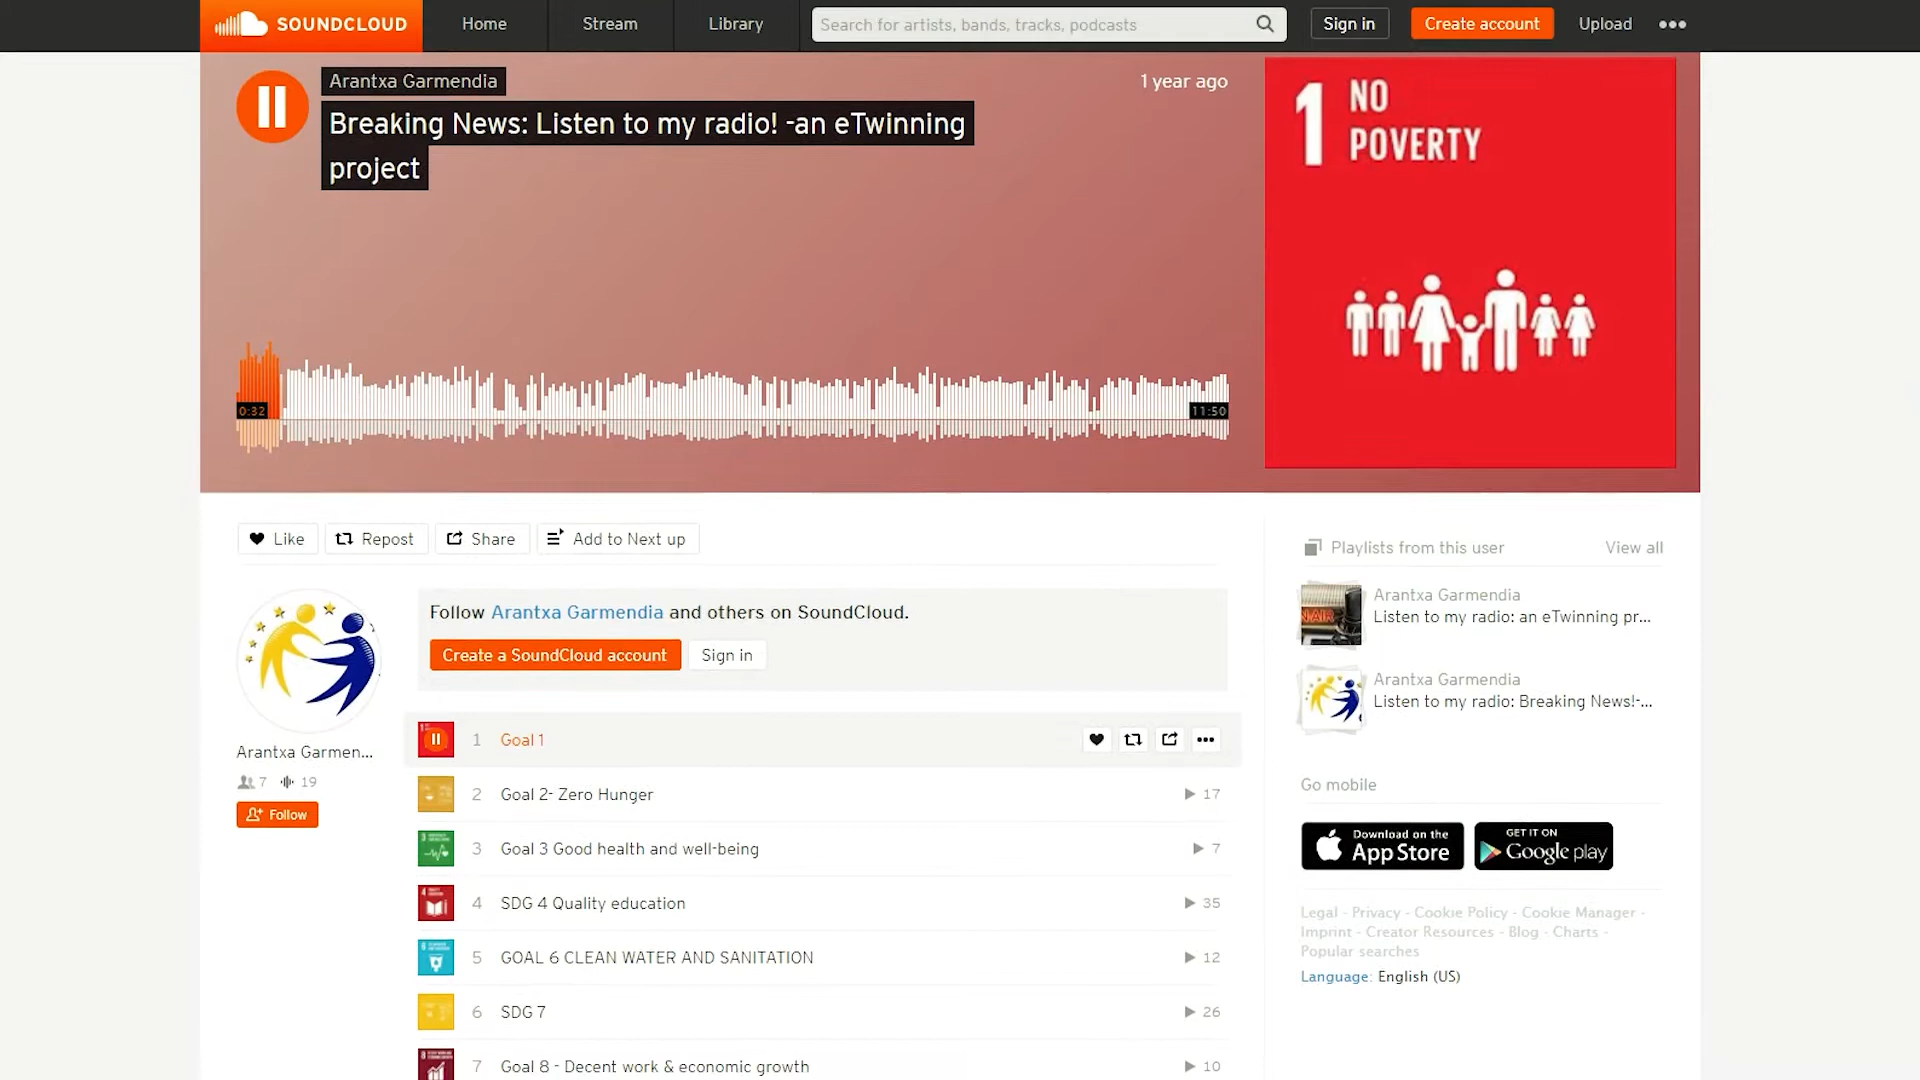 SOUNDCLOUD
Home
Stream
Library
Search for artists, bands, tracks, podcasts
Sign in
Create account
Upload
Arantxa Garmendia
1 year ago
Breaking News: Listen to my radio! -an eTwinning
project
1 NO
POVERTY
0:32
11:50
Like
Repost
Share
Add to Next up
Playlists from this user
View all
Arantxa Garmendia
Listen to my radio: an eTwinning pr...
Arantxa Garmendia
Listen to my radio: Breaking News!-...
Follow Arantxa Garmendia and others on SoundCloud.
Create a SoundCloud account
Sign in
Arantxa Garmen...
7
19
Follow
1 Goal 1
2 Goal 2- Zero Hunger 17
3 Goal 3 Good health and well-being 7
4 SDG 4 Quality education 35
5 GOAL 6 CLEAN WATER AND SANITATION 12
6 SDG 7 26
7 Goal 8 - Decent work & economic growth 10
Go mobile
Download on the
App Store
GET IT ON
Google play
Legal - Privacy - Cookie Policy - Cookie Manager -
Imprint - Creator Resources - Blog - Charts -
Popular searches
Language: English (US)